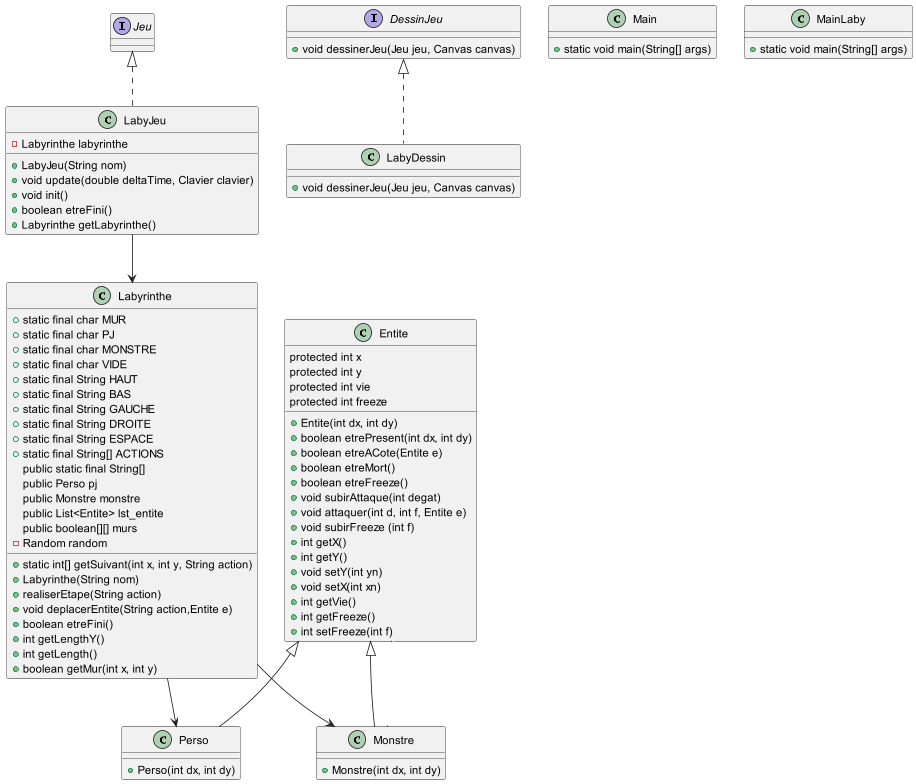 I Jeu
C LabyJeu
Labyrinthe labyrinthe
LabyJeu(String nom)
void update(double deltaTime, Clavier clavier)
void init()
boolean etreFini()
Labyrinthe getLabyrinthe()
I DessinJeu
void dessinerJeu(Jeu jeu, Canvas canvas)
C LabyDessin
void dessinerJeu(Jeu jeu, Canvas canvas)
C Main
static void main(String[] args)
C MainLaby
static void main(String[] args)
C Labyrinthe
static final char MUR
static final char PJ
static final char MONSTRE
static final char VIDE
static final String HAUT
static final String BAS
static final String GAUCHE
static final String DROITE
static final String ESPACE
static final String[] ACTIONS
public static final String[]
public Perso pj
public Monstre monstre
public List<Entite> lst_entite
public boolean[][] murs
Random random
static int[] getSuivant(int x, int y, String action)
Labyrinthe(String nom)
realiserEtape(String action)
void deplacerEntite(String action,Entite e)
boolean etreFini()
int getLengthY()
int getLength()
boolean getMur(int x, int y)
C Entite
protected int x
protected int y
protected int vie
protected int freeze
Entite(int dx, int dy)
boolean etrePresent(int dx, int dy)
boolean etreACote(Entite e)
boolean etreMort()
boolean etreFreeze()
void subirAttaque(int degat)
void attaquer(int d, int f, Entite e)
void subirFreeze (int f)
int getX()
int getY()
void setY(int yn)
void setX(int xn)
int getVie()
int getFreeze()
int setFreeze(int f)
C Perso
Perso(int dx, int dy)
C Monstre
Monstre(int dx, int dy)